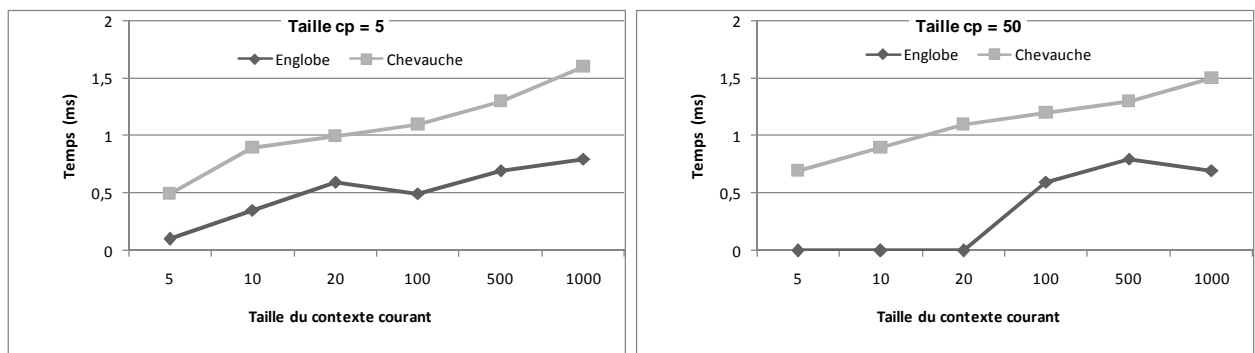 Taille cp = 5
Englobe
Chevauche
2
1,5
1
0,5
0
Temps (ms)
5 10 20 100 500 1000
Taille du contexte courant
Taille cp = 50
Englobe
Chevauche
2
1,5
1
0,5
0
Temps (ms)
5 10 20 100 500 1000
Taille du contexte courant